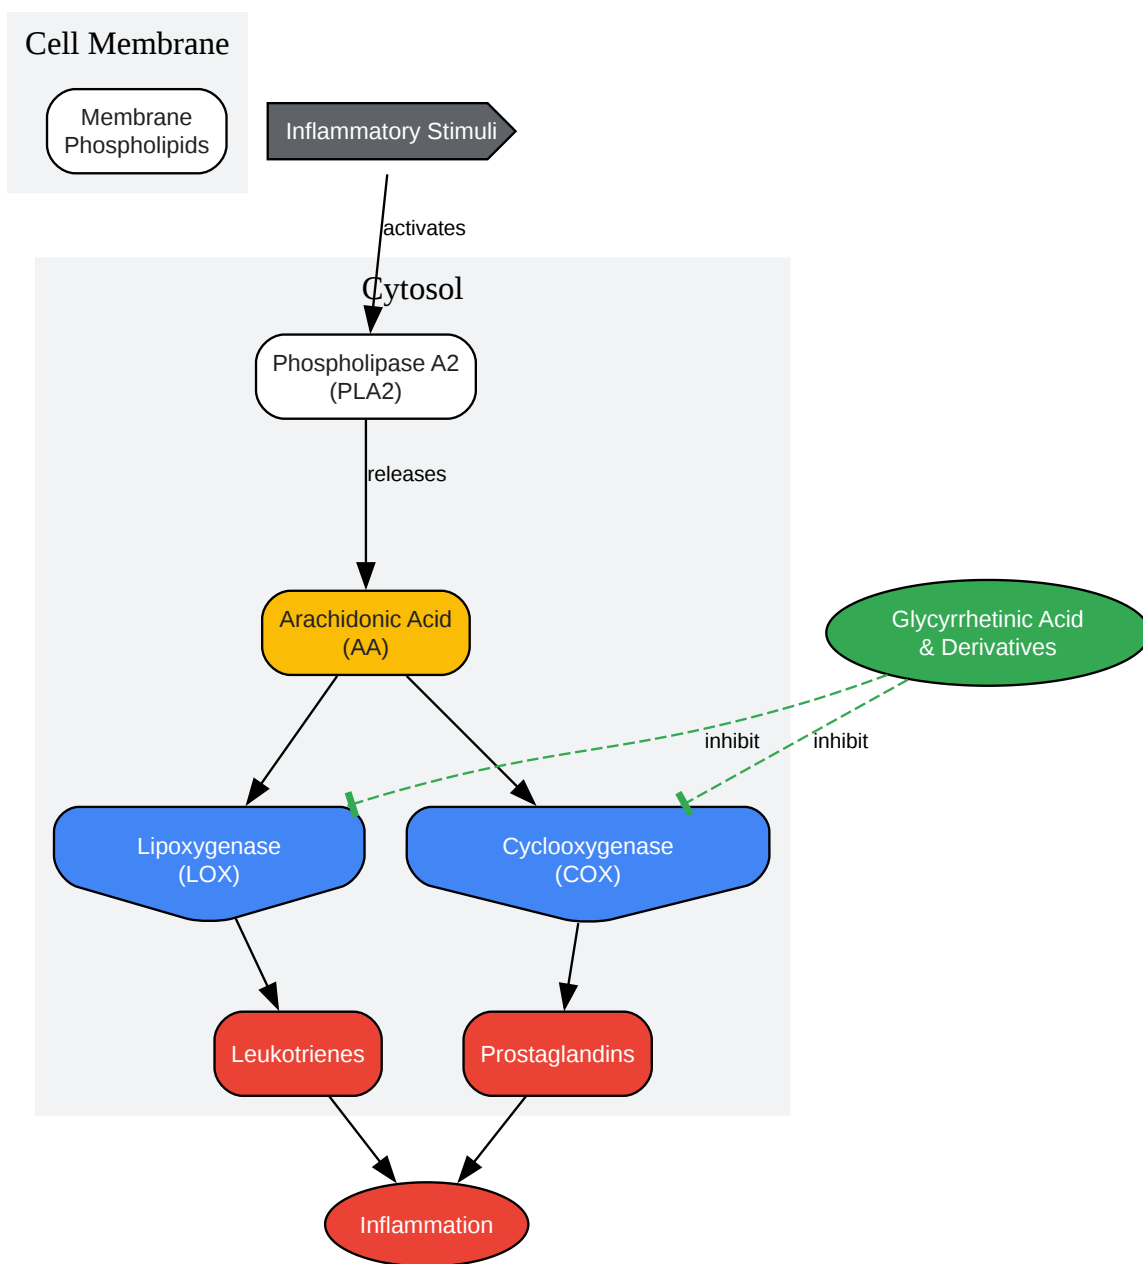 Cell Membrane
Membrane
Phospholipids
Inflammatory Stimuli
activates
Cytosol
Phospholipase A2
(PLA2)
releases
Arachidonic Acid
(AA)
Glycyrrhetinic Acid
& Derivatives
inhibit
inhibit
Lipoxygenase
(LOX)
Cyclooxygenase
(COX)
Leukotrienes
Prostaglandins
Inflammation